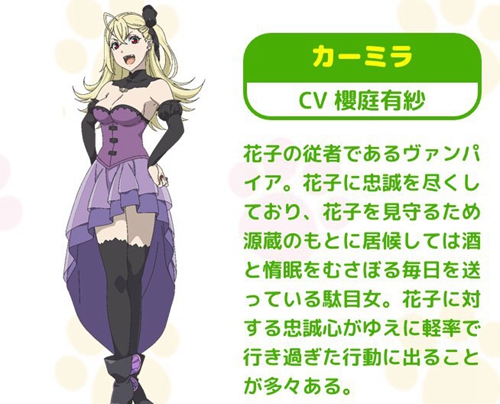 カーミラ
CV 櫻庭有紗
花子の従者であるヴァンパ
イア。花子に忠誠を尽くし
ており、花子を見守るため
源蔵のもとに居候しては酒
と惰眠をむさぼる毎日を送
っている駄目女。花子に対
する忠誠心がゆえに軽率で
行き過ぎた行動に出ること
が多々ある。